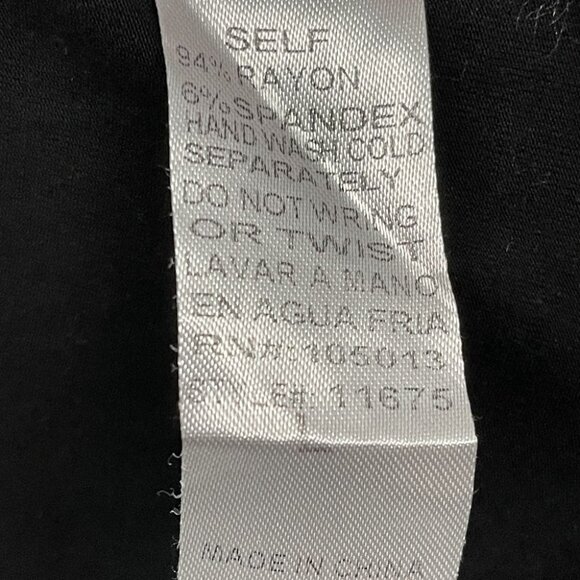 SELF
94% RAYON
6% SPANDEX
HAND WASH COLD
SEPARATELY
DO NOT WRING
OR TWIST
LAVAR A MANO
EN AGUA FRIA
RN#: 105013
11675
L
MADE IN CHINA